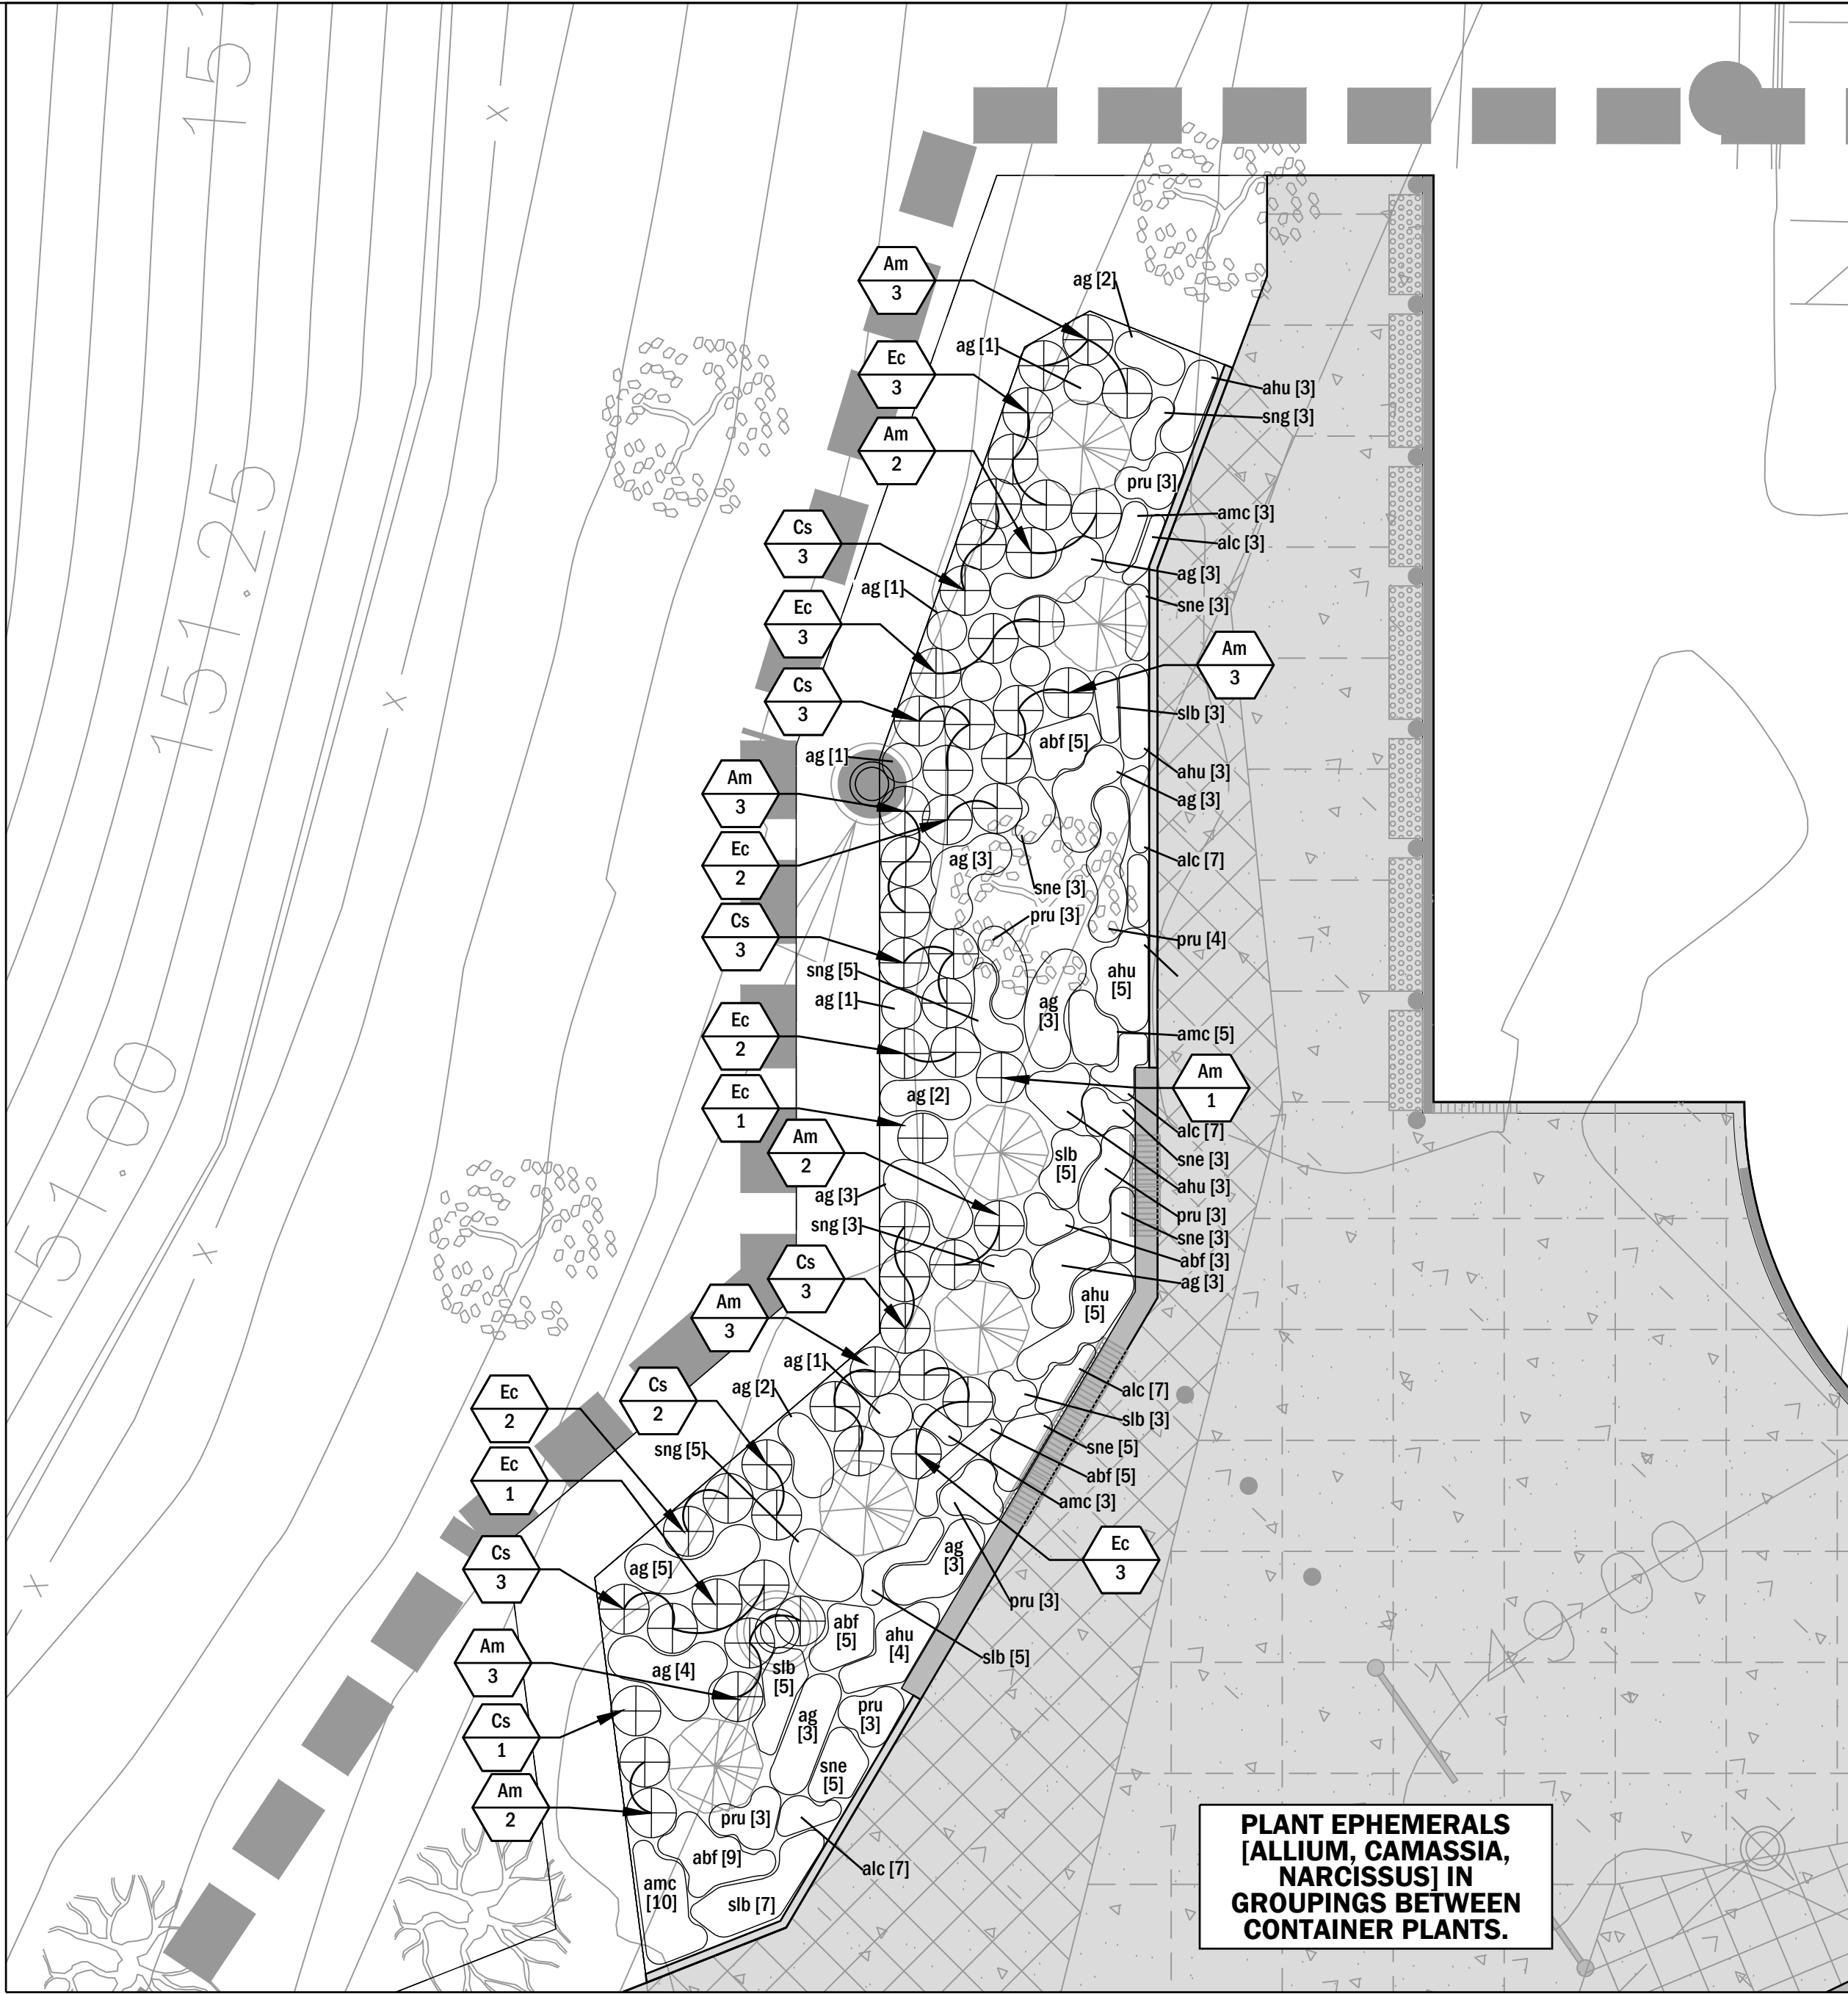 151.25
151.00
Am
3
ag [2]
ag [1]
Ec
3
ahu [3]
sng [3]
Am
2
pru [3]
amc [3]
Cs
3
alc [3]
ag [3]
ag [1]
sne [3]
Ec
3
Am
3
Cs
3
slb [3]
abf [5]
ag [1]
ahu [3]
Am
3
ag [3]
Ec
2
ag [3]
alc [7]
sne [3]
pru [3]
Cs
3
pru [4]
sng [5]
ahu
[5]
ag [1]
ag
[3]
Ec
2
amc [5]
Am
1
Ec
1
ag [2]
alc [7]
Am
2
slb
[5]
sne [3]
ahu [3]
ag [3]
pru [3]
sng [3]
sne [3]
abf [3]
Cs
3
ag [3]
ahu
[5]
Am
3
ag [1]
ag [2]
alc [7]
Cs
2
Ec
2
slb [3]
sng [5]
sne [5]
abf [5]
Ec
1
amc [3]
Ec
3
ag
[3]
Cs
3
ag [5]
pru [3]
abf
[5]
ahu
[4]
slb [5]
Am
3
ag [4]
slb
[5]
Cs
1
ag
[3]
pru
[3]
sne
[5]
Am
2
pru [3]
abf [9]
alc [7]
amc
[10]
slb [7]
PLANT EPHEMERALS
[ALLIUM, CAMASSIA,
NARCISSUS] IN
GROUPINGS BETWEEN
CONTAINER PLANTS.